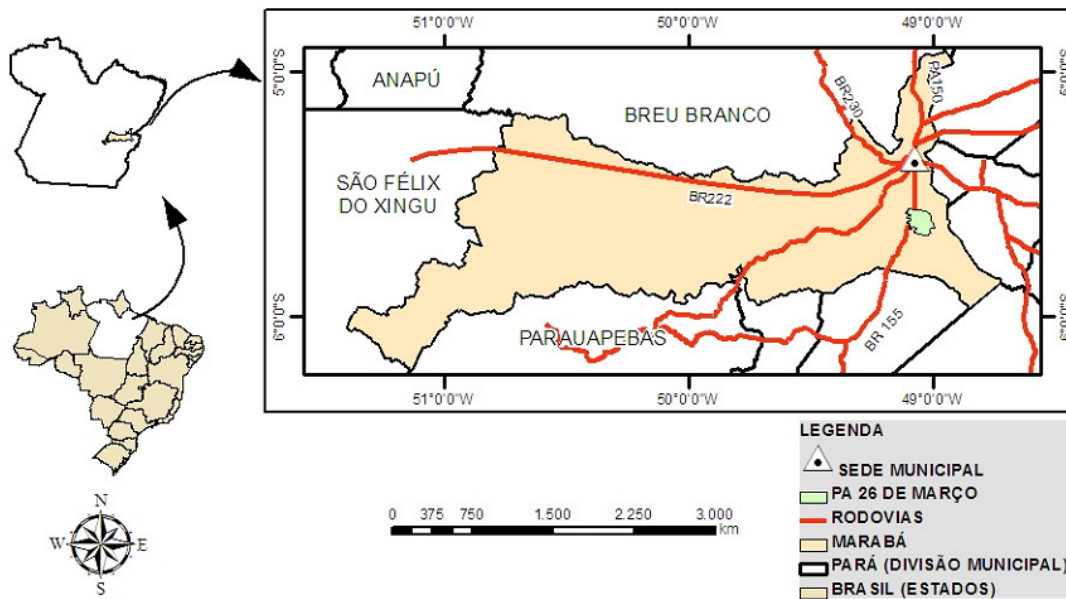 51°0'0"W 50°0'0"W 49°0'0"W
5°0'0"S
5°0'0"S
ANAPÚ
BREU BRANCO
BR230
PA150
SÃO FÉLIX
DO XINGU
BR222
6°0'0"S
6°0'0"S
PARAUAPEBAS
BR 155
51°0'0"W 50°0'0"W 49°0'0"W
LEGENDA
SEDE MUNICIPAL
PA 26 DE MARÇO
RODOVIAS
MARABÁ
PARÁ (DIVISÃO MUNICIPAL)
BRASIL (ESTADOS)
0 375 750 1.500 2.250 3.000
km
N
W E
S